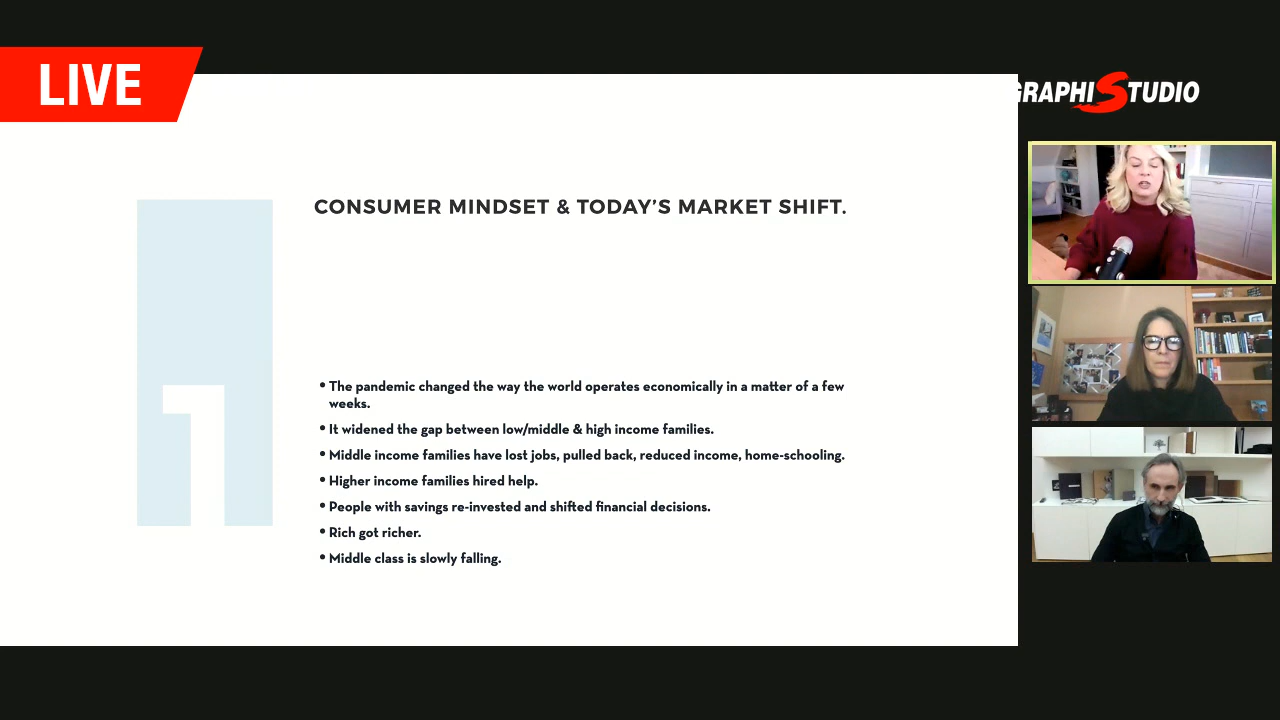 LIVE
GRAPHISTUDIO
CONSUMER MINDSET & TODAY’S MARKET SHIFT.
1
• The pandemic changed the way the world operates economically in a matter of a few
weeks.
• It widened the gap between low/middle & high income families.
• Middle income families have lost jobs, pulled back, reduced income, home-schooling.
• Higher income families hired help.
• People with savings re-invested and shifted financial decisions.
• Rich got richer.
• Middle class is slowly falling.